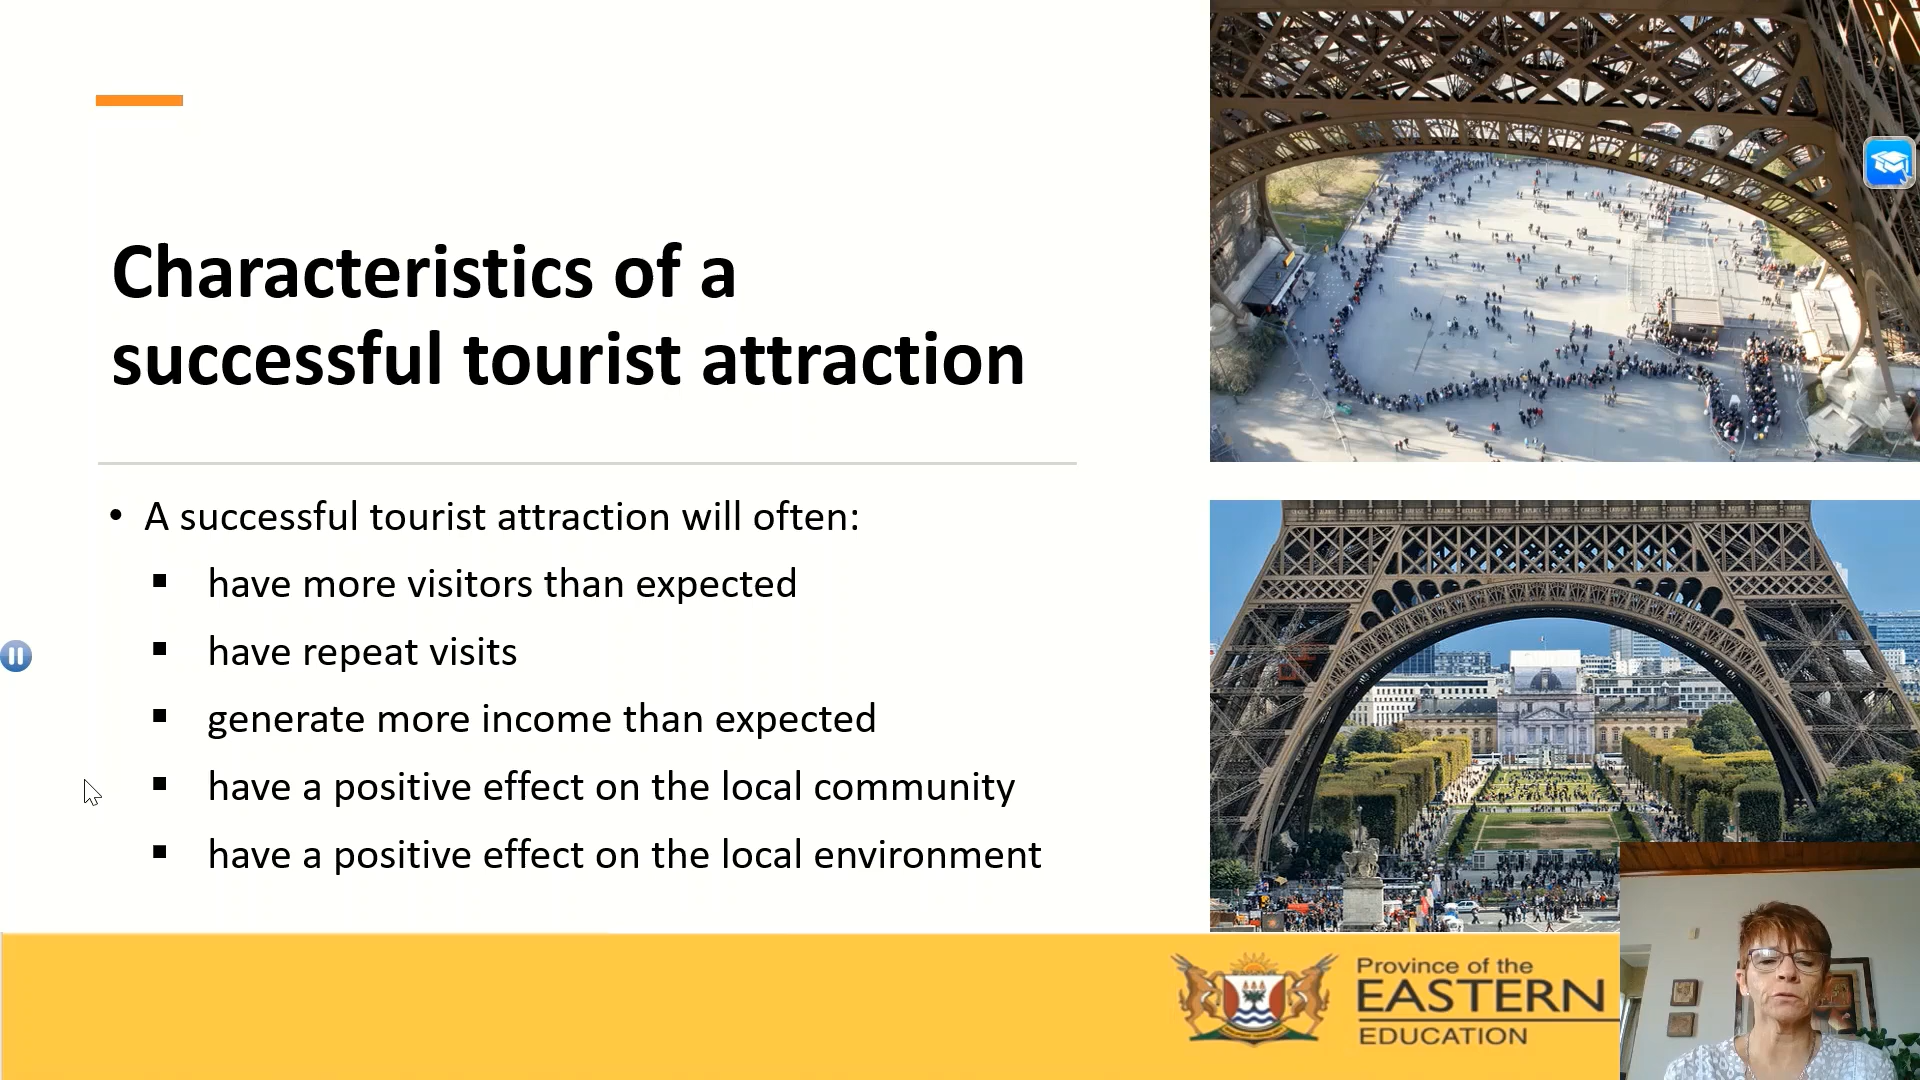 Characteristics of a
successful tourist attraction
• A successful tourist attraction will often:
▪ have more visitors than expected
▪ have repeat visits
▪ generate more income than expected
▪ have a positive effect on the local community
▪ have a positive effect on the local environment
Province of the
EASTERN
EDUCATION